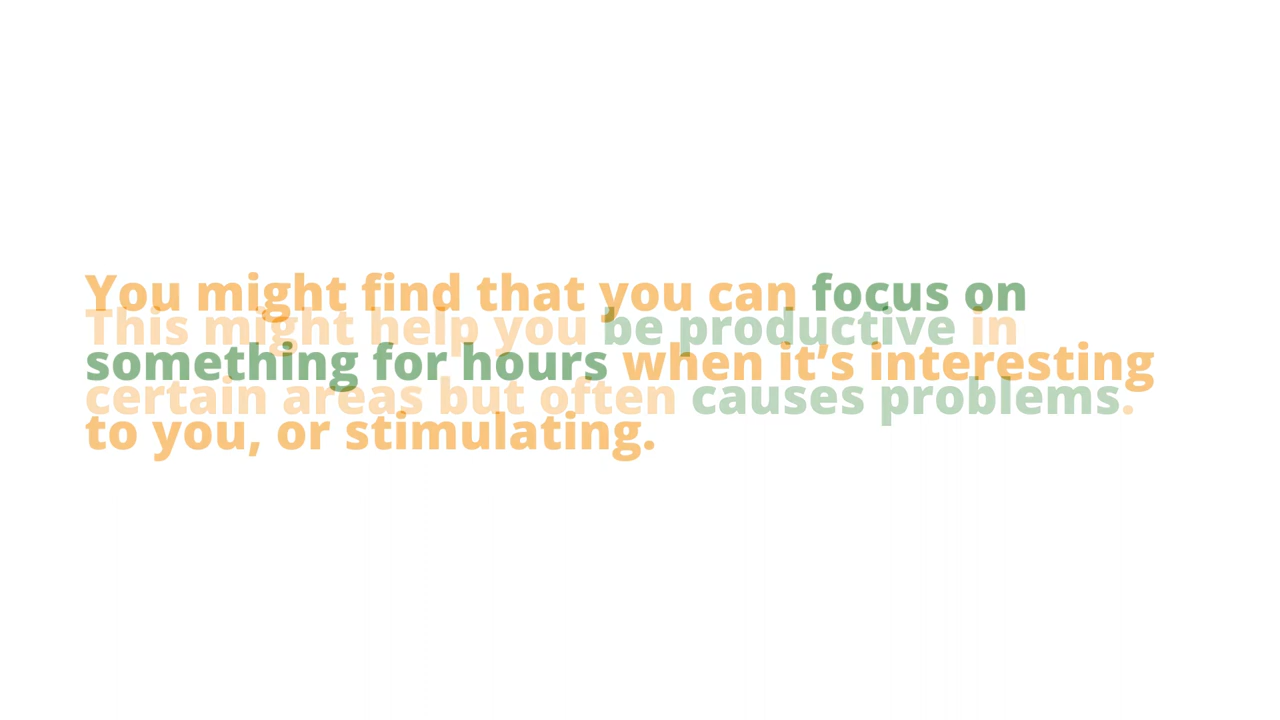 You might find that you can focus on
something for hours when it’s interesting
to you, or stimulating.
This might help you be productive in
certain areas but often causes problems.